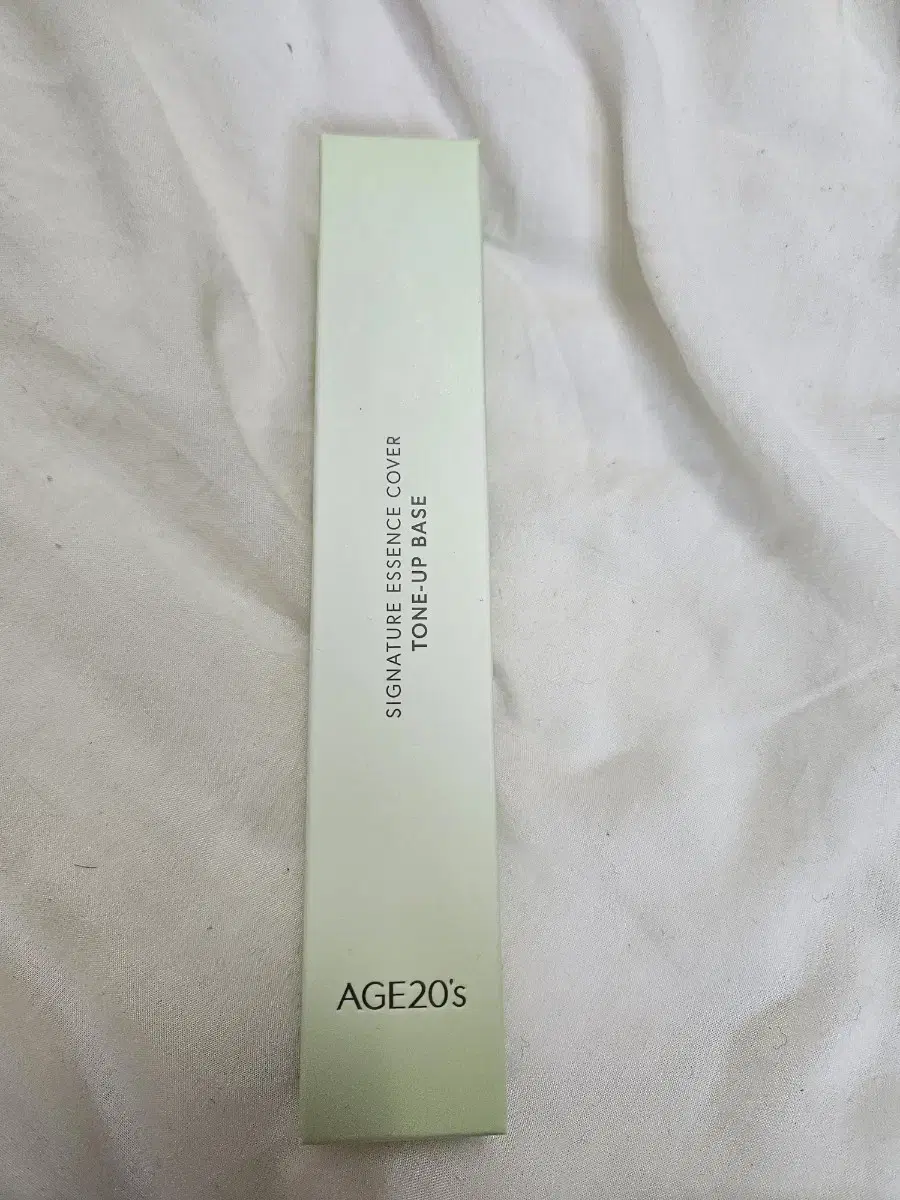 SIGNATURE ESSENCE COVER
TONE-UP BASE
AGE20's